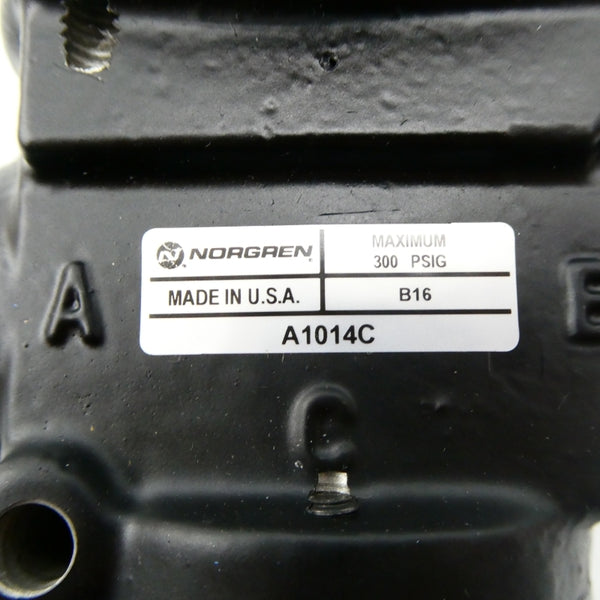 NORGREN
MAXIMUM
300 PSIG
MADE IN U.S.A.
B16
A1014C
A
B
C